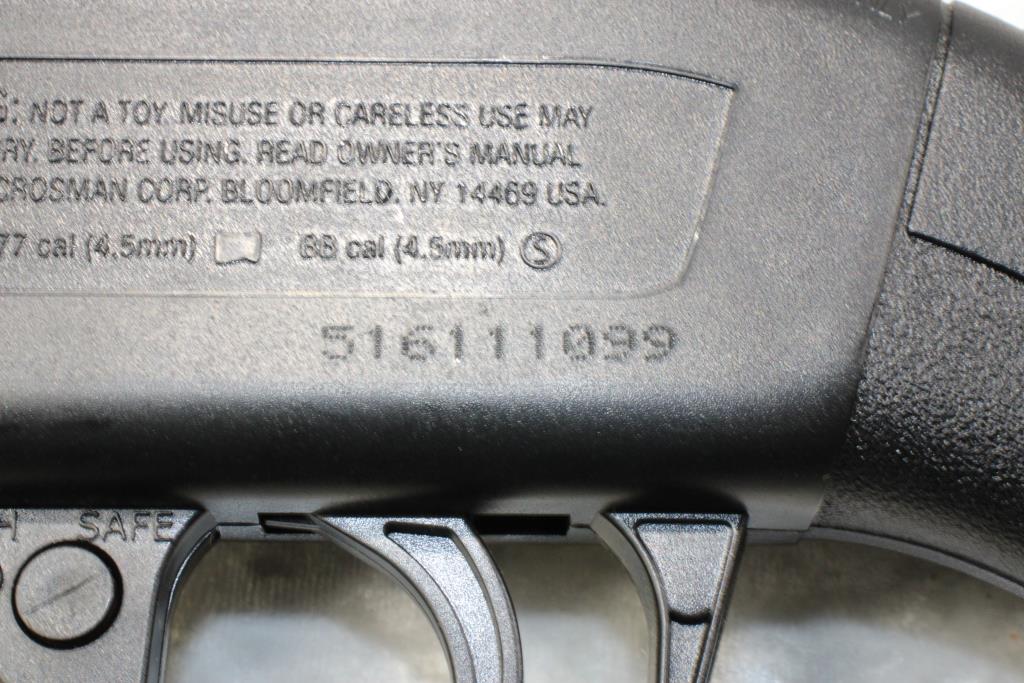 G: NOT A TOY. MISUSE OR CARELESS USE MAY
RY. BEFORE USING. READ OWNER'S MANUAL
CROSMAN CORP. BLOOMFIELD. NY 14469 USA.
77 cal (4.5mm) BB cal (4.5mm) S
516111099
SAFE